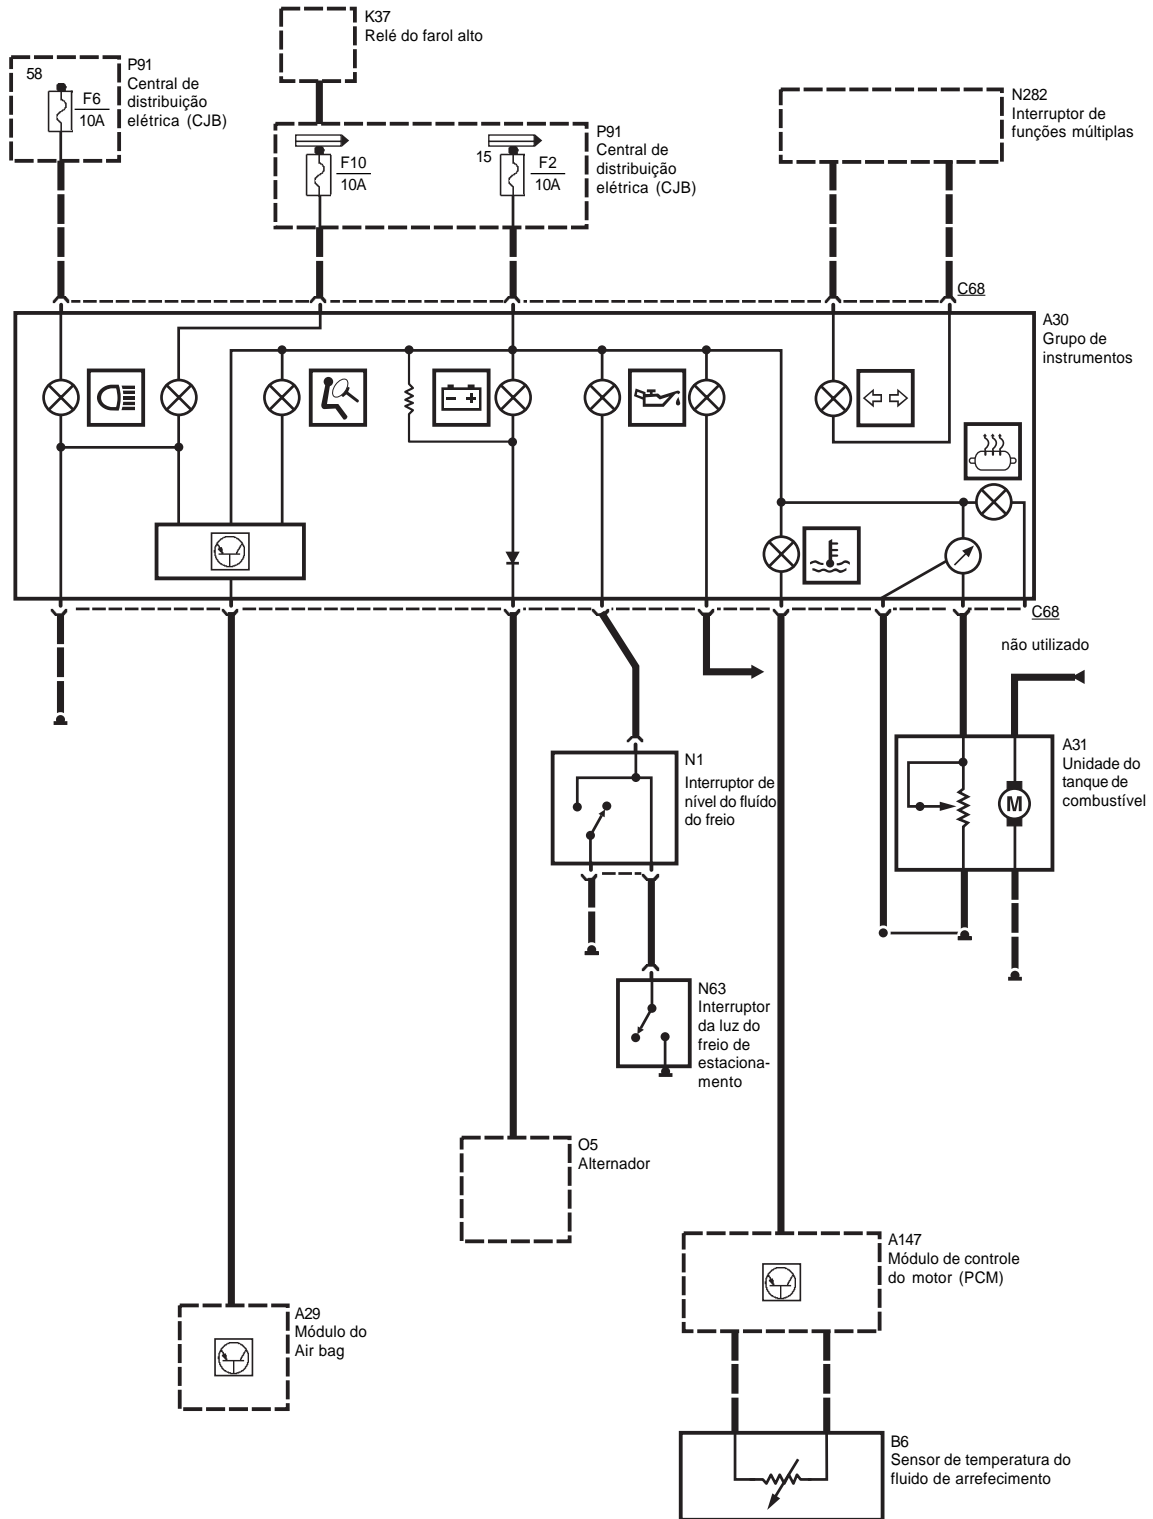 K37
Relé do farol alto
P91
Central de
distribuição
elétrica (CJB)
58
F6
10A
N282
Interruptor de
funções múltiplas
P91
Central de
distribuição
elétrica (CJB)
F10
10A
15
F2
10A
C68
A30
Grupo de
instrumentos
C68
não utilizado
N1
Interruptor de
nível do fluído
do freio
A31
Unidade do
tanque de
combustível
M
N63
Interruptor
da luz do
freio de
estaciona-
mento
O5
Alternador
A147
Módulo de controle
do motor (PCM)
A29
Módulo do
Air bag
B6
Sensor de temperatura do
fluido de arrefecimento